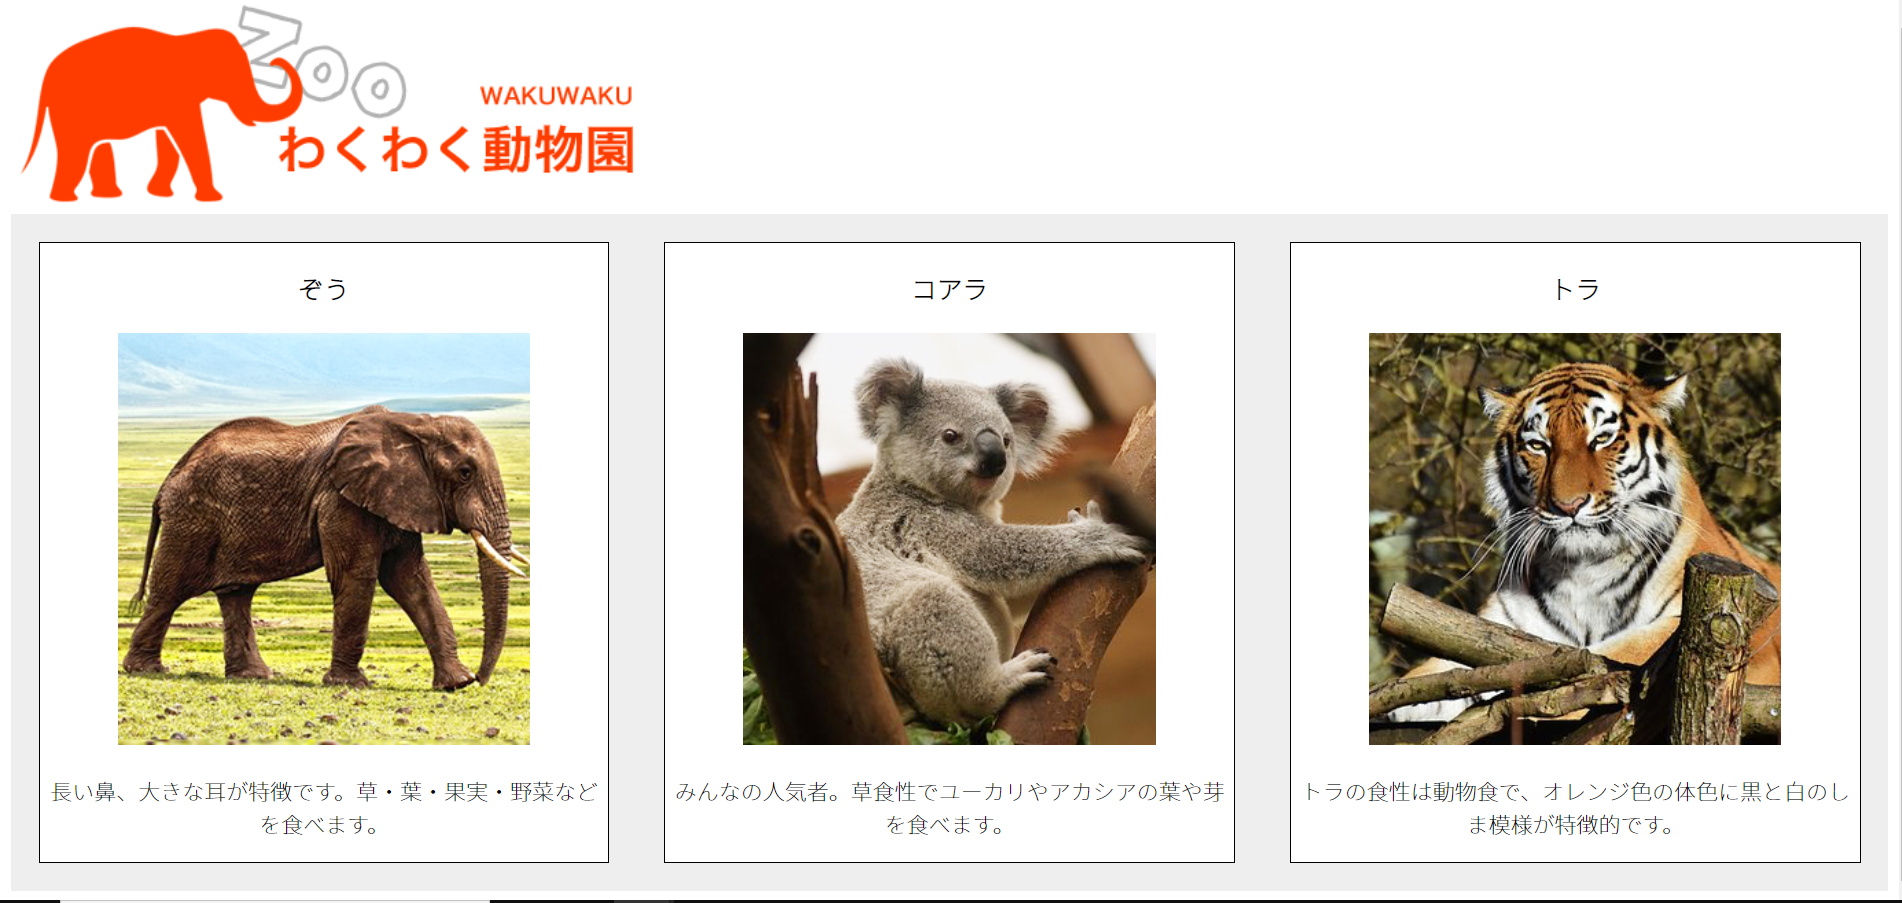 Zoo
WAKUWAKU
わくわく動物園
ぞう
コアラ
トラ
長い鼻、大きな耳が特徴です。草・葉・果実・野菜など
を食べます。
みんなの人気者。草食性でユーカリやアカシアの葉や芽
を食べます。
トラの食性は動物食で、オレンジ色の体色に黒と白のし
ま模様が特徴的です。